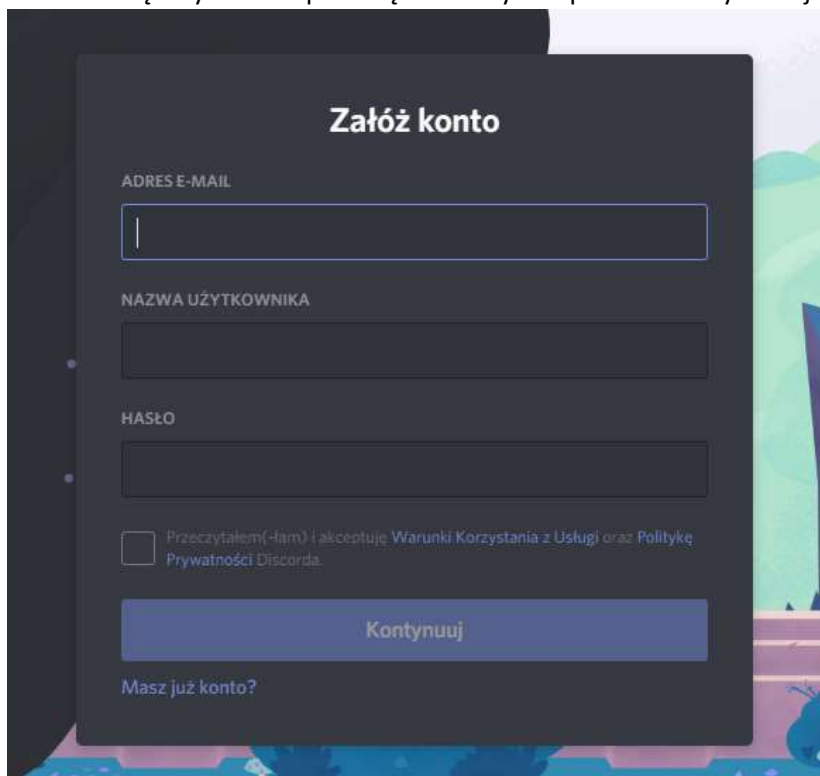 Załóż konto
ADRES E-MAIL
NAZWA UŻYTKOWNIKA
HASŁO
Przeczytałem(-łam) i akceptuję Warunki Korzystania z Usługi oraz Politykę
Prywatności Discorda.
Kontynuuj
Masz już konto?